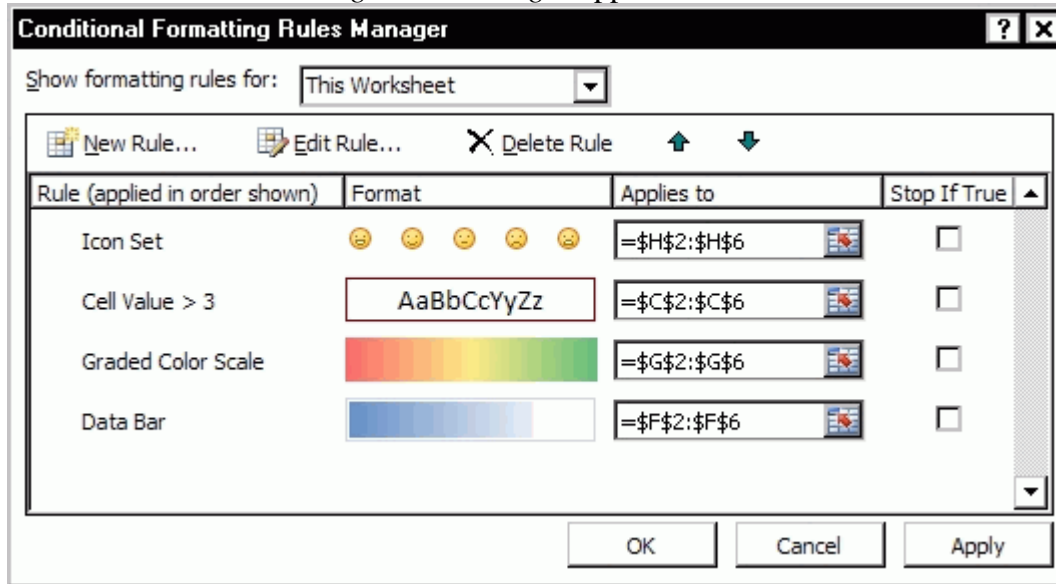 Conditional Formatting Rules Manager ? X
Show formatting rules for: This Worksheet
New Rule... Edit Rule... Delete Rule
Rule (applied in order shown) Format Applies to Stop If True
Icon Set =$H$2:$H$6
Cell Value > 3 AaBbCcYyZz =$C$2:$C$6
Graded Color Scale =$G$2:$G$6
Data Bar =$F$2:$F$6
OK Cancel Apply